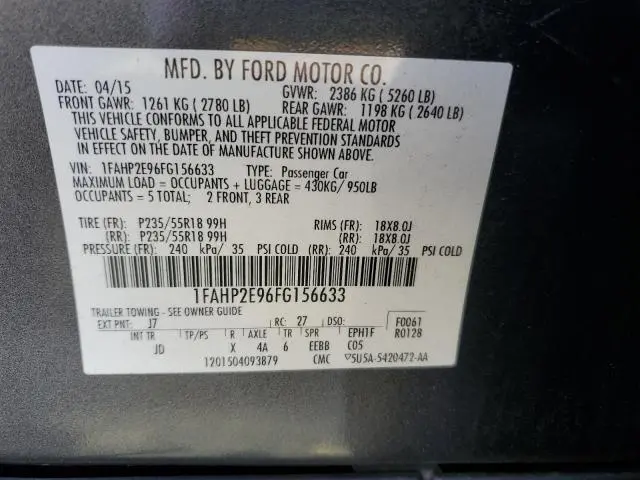 MFD. BY FORD MOTOR CO.
DATE: 04/15 GVWR: 2386 KG ( 5260 LB)
FRONT GAWR: 1261 KG ( 2780 LB) REAR GAWR: 1198 KG ( 2640 LB)
THIS VEHICLE CONFORMS TO ALL APPLICABLE FEDERAL MOTOR
VEHICLE SAFETY, BUMPER, AND THEFT PREVENTION STANDARDS
IN EFFECT ON THE DATE OF MANUFACTURE SHOWN ABOVE.
VIN: 1FAHP2E96FG156633 TYPE: Passenger Car
MAXIMUM LOAD = OCCUPANTS + LUGGAGE = 430KG/ 950LB
OCCUPANTS = 5 TOTAL; 2 FRONT, 3 REAR
TIRE (FR): P235/55R18 99H RIMS (FR): 18X8.0J
(RR): P235/55R18 99H (RR): 18X8.0J
PRESSURE (FR): 240 kPa/ 35 PSI COLD (RR): 240 kPa/ 35 PSI COLD
1FAHP2E96FG156633
TRAILER TOWING - SEE OWNER GUIDE
EXT PNT: J7 RC: 27 DSO: F0061
INT TR TP/PS R AXLE TR SPR EPH1F R0128
JD X 4A 6 EEBB C05
1201504093879 CMC 5U5A-5420472-AA